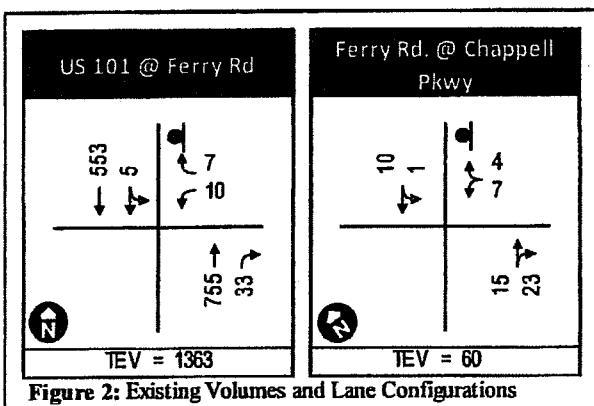 US 101 @ Ferry Rd
553
5
7
10
755
33
N
TEV = 1363
Ferry Rd. @ Chappell
Pkwy
10
1
4
7
15
23
N
TEV = 60
Figure 2: Existing Volumes and Lane Configurations